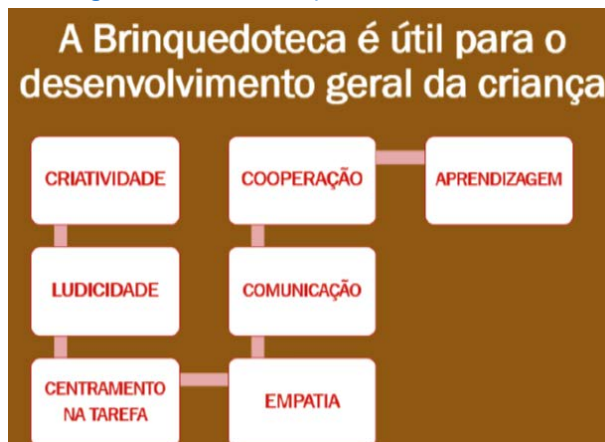 A Brinquedoteca é útil para o
desenvolvimento geral da criança
CRIATIVIDADE
LUDICIDADE
CENTRAMENTO
NA TAREFA
EMPATIA
COMUNICAÇÃO
COOPERAÇÃO
APRENDIZAGEM